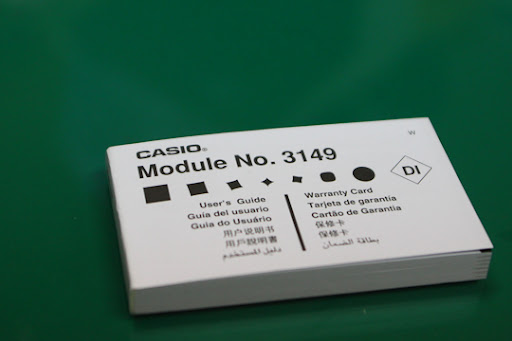 W
CASIO®
Module No. 3149
DI
User's Guide
Guía del usuario
Guia do Usuário
用户说明书
用戶說明書
دليل المستخدم
Warranty Card
Tarjeta de garantía
Cartão de Garantia
保修卡
保修卡
بطاقة الضمان